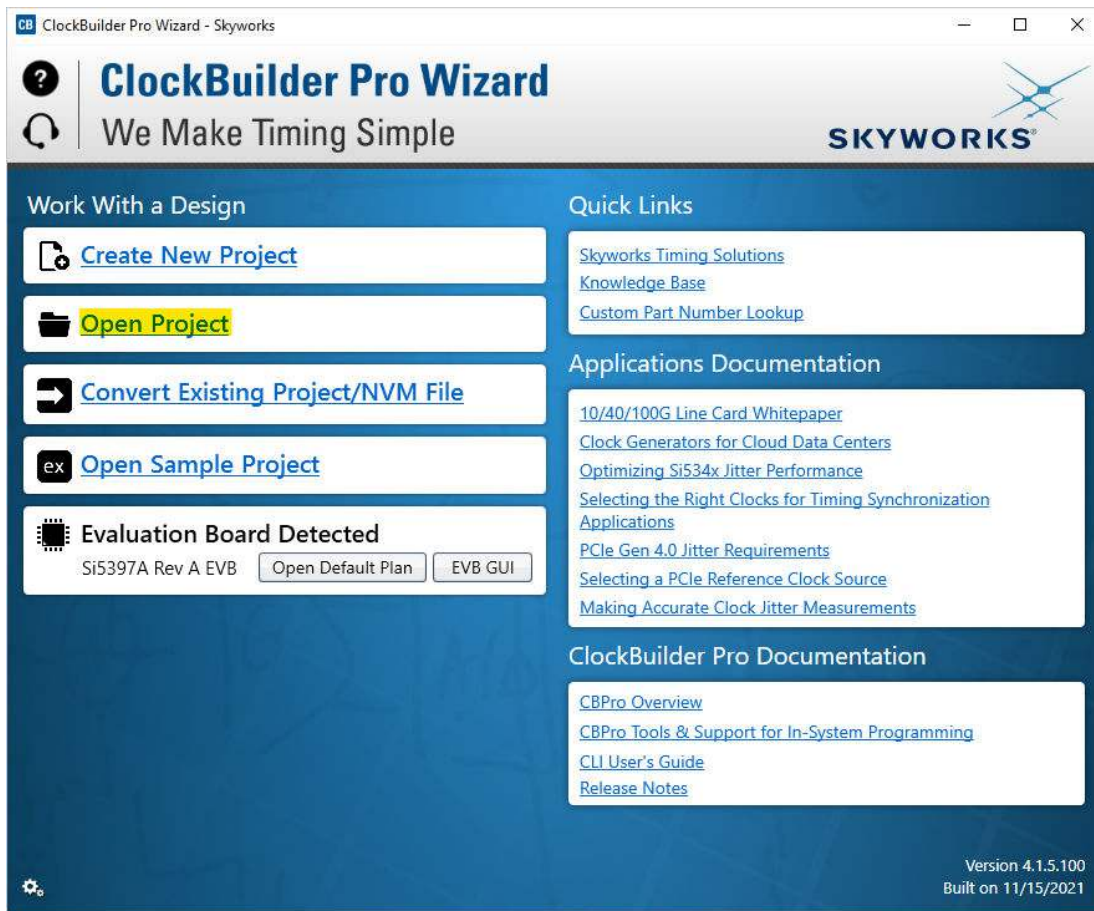 CB ClockBuilder Pro Wizard - Skyworks
?
ClockBuilder Pro Wizard
We Make Timing Simple
SKYWORKS®
Work With a Design
Create New Project
Open Project
Convert Existing Project/NVM File
ex Open Sample Project
Evaluation Board Detected
Si5397A Rev A EVB Open Default Plan EVB GUI
Quick Links
Skyworks Timing Solutions
Knowledge Base
Custom Part Number Lookup
Applications Documentation
10/40/100G Line Card Whitepaper
Clock Generators for Cloud Data Centers
Optimizing Si534x Jitter Performance
Selecting the Right Clocks for Timing Synchronization
Applications
PCIe Gen 4.0 Jitter Requirements
Selecting a PCIe Reference Clock Source
Making Accurate Clock Jitter Measurements
ClockBuilder Pro Documentation
CBPro Overview
CBPro Tools & Support for In-System Programming
CLI User's Guide
Release Notes
Version 4.1.5.100
Built on 11/15/2021